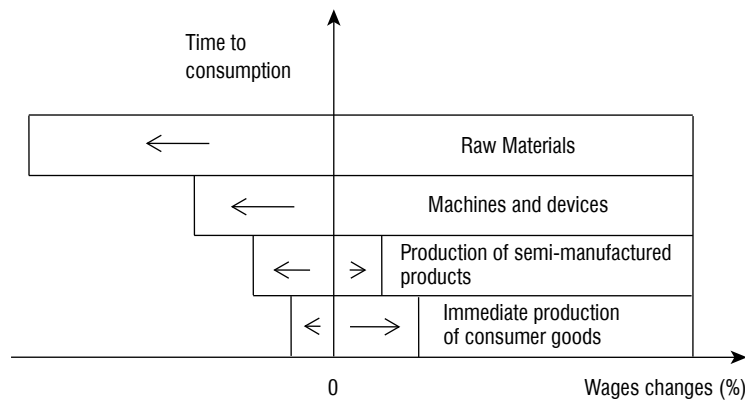 Time to
consumption
Raw Materials
Machines and devices
Production of semi-manufactured
products
Immediate production
of consumer goods
0
Wages changes (%)